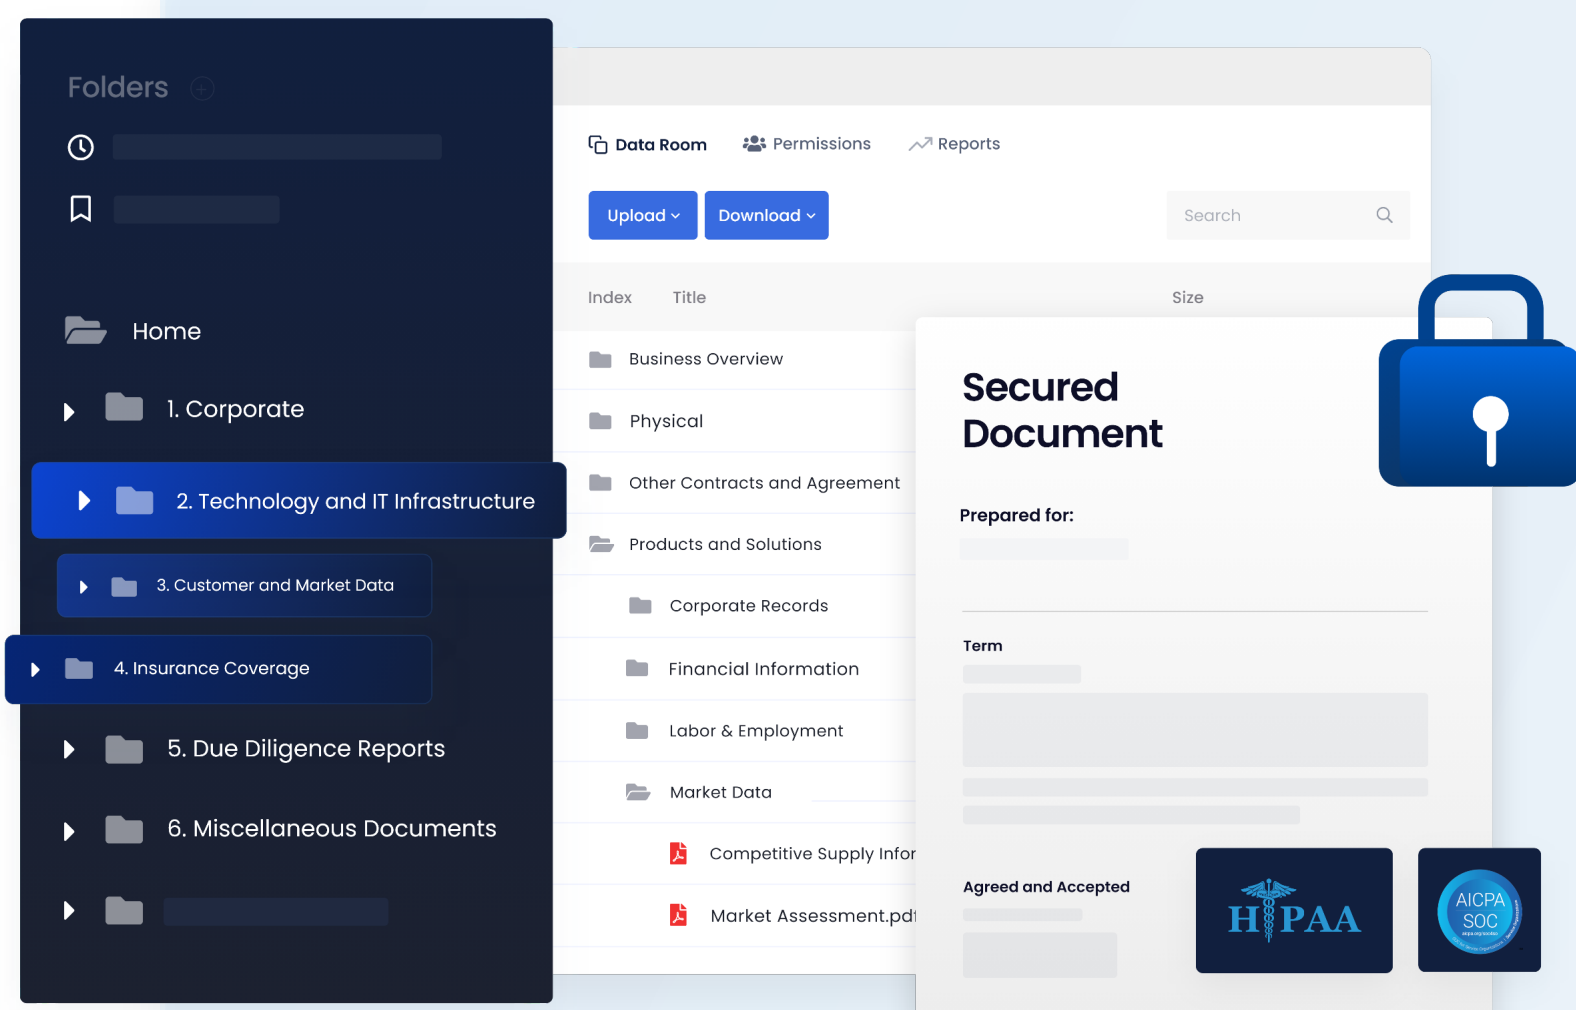 Folders
Home
1. Corporate
2. Technology and IT Infrastructure
3. Customer and Market Data
4. Insurance Coverage
5. Due Diligence Reports
6. Miscellaneous Documents
Data Room
Permissions
Reports
Upload
Download
Search
Index
Title
Size
Business Overview
Physical
Other Contracts and Agreement
Products and Solutions
Corporate Records
Financial Information
Labor & Employment
Market Data
Competitive Supply Infor
Market Assessment.pdf
Secured
Document
Prepared for:
Term
Agreed and Accepted
HIPAA
AICPA
SOC